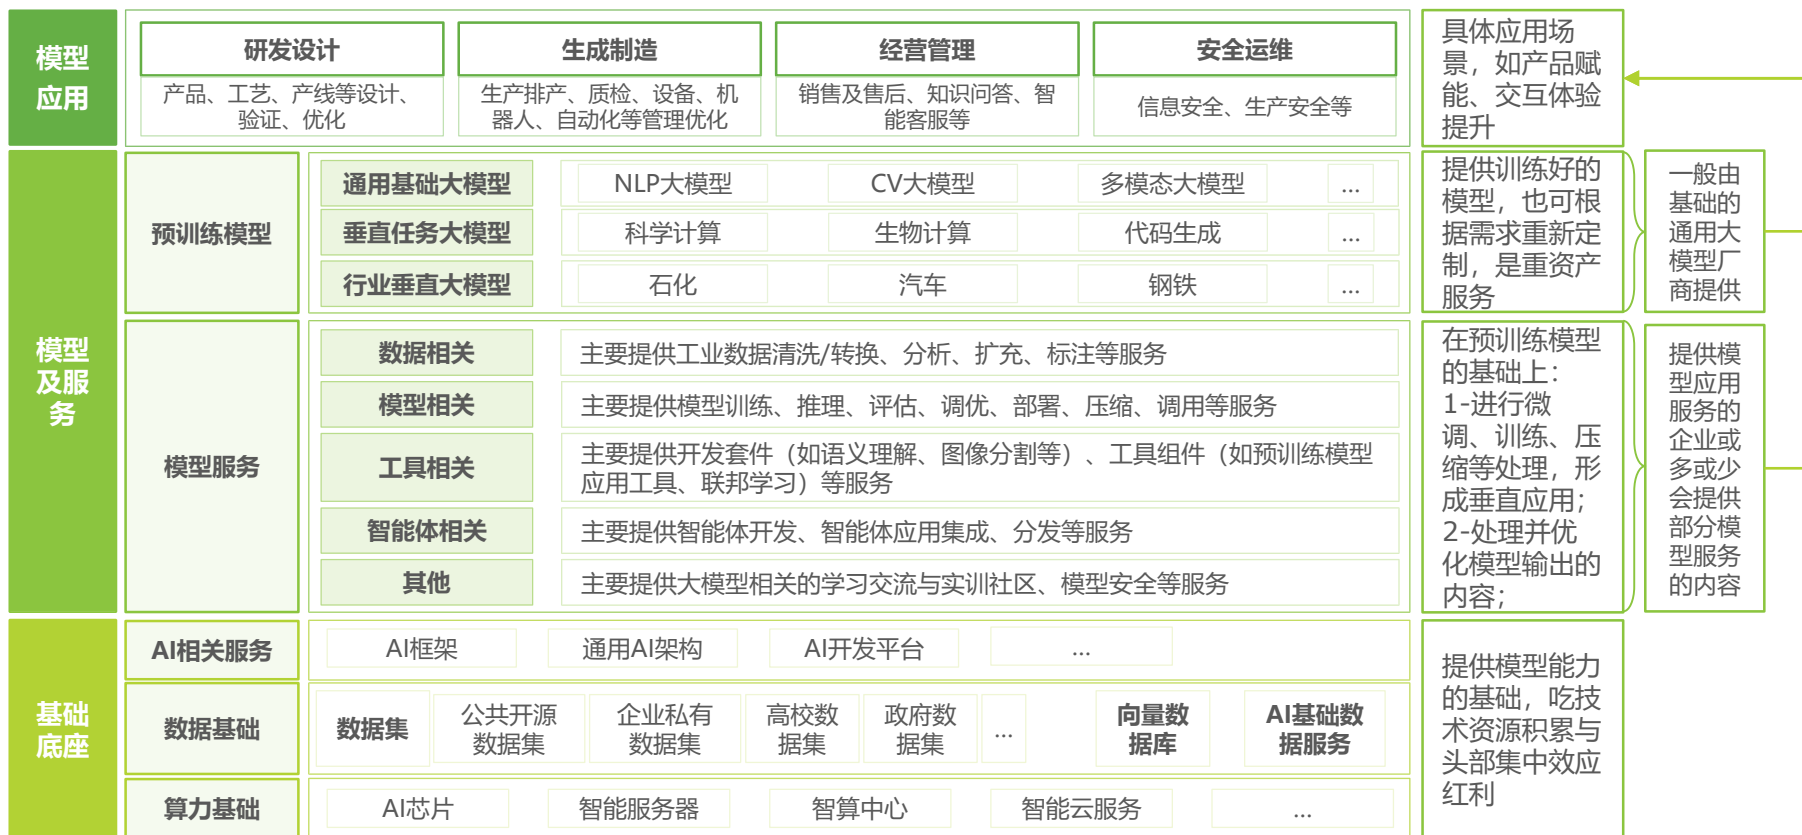 模型
应用
研发设计
产品、工艺、产线等设计、
验证、优化
生成制造
生产排产、质检、设备、机
器人、自动化等管理优化
经营管理
销售及售后、知识问答、智
能客服等
安全运维
信息安全、生产安全等
具体应用场
景，如产品赋
能、交互体验
提升
模型
及服
务
预训练模型
通用基础大模型
NLP大模型
CV大模型
多模态大模型
...
垂直任务大模型
科学计算
生物计算
代码生成
...
行业垂直大模型
石化
汽车
钢铁
...
提供训练好的
模型，也可根
据需求重新定
制，是重资产
服务
一般由
基础的
通用大
模型厂
商提供
模型服务
数据相关
主要提供工业数据清洗/转换、分析、扩充、标注等服务
模型相关
主要提供模型训练、推理、评估、调优、部署、压缩、调用等服务
工具相关
主要提供开发套件（如语义理解、图像分割等）、工具组件（如预训练模型
应用工具、联邦学习）等服务
智能体相关
主要提供智能体开发、智能体应用集成、分发等服务
其他
主要提供大模型相关的学习交流与实训社区、模型安全等服务
在预训练模型
的基础上：
1-进行微
调、训练、压
缩等处理，形
成垂直应用；
2-处理并优
化模型输出的
内容；
提供模
型应用
服务的
企业或
多或少
会提供
部分模
型服务
的内容
基础
底座
AI相关服务
AI框架
通用AI架构
AI开发平台
...
数据基础
数据集
公共开源
数据集
企业私有
数据集
高校数
据集
政府数
据集
...
向量数
据库
AI基础数
据服务
算力基础
AI芯片
智能服务器
智算中心
智能云服务
...
提供模型能力
的基础，吃技
术资源积累与
头部集中效应
红利